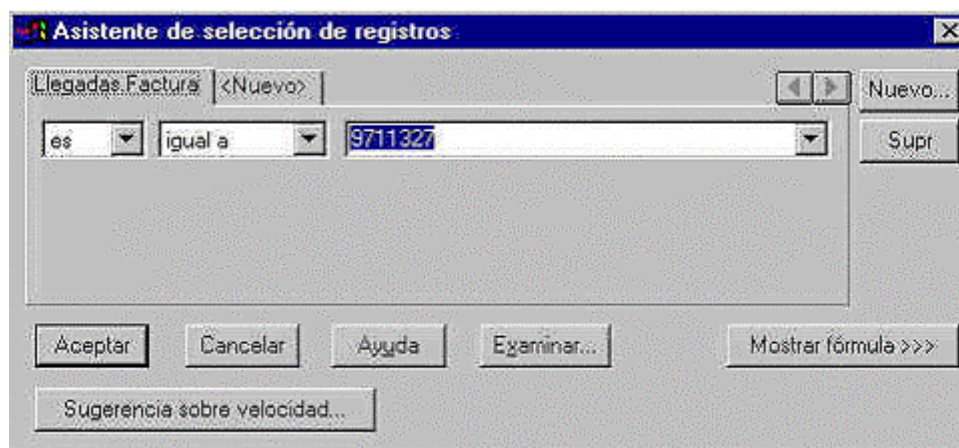 Asistente de selección de registros
Llegadas.Factura <Nuevo> Nuevo...
es igual a 9711327 Supr
Aceptar Cancelar Ayuda Examinar... Mostrar fórmula >>>
Sugerencia sobre velocidad...